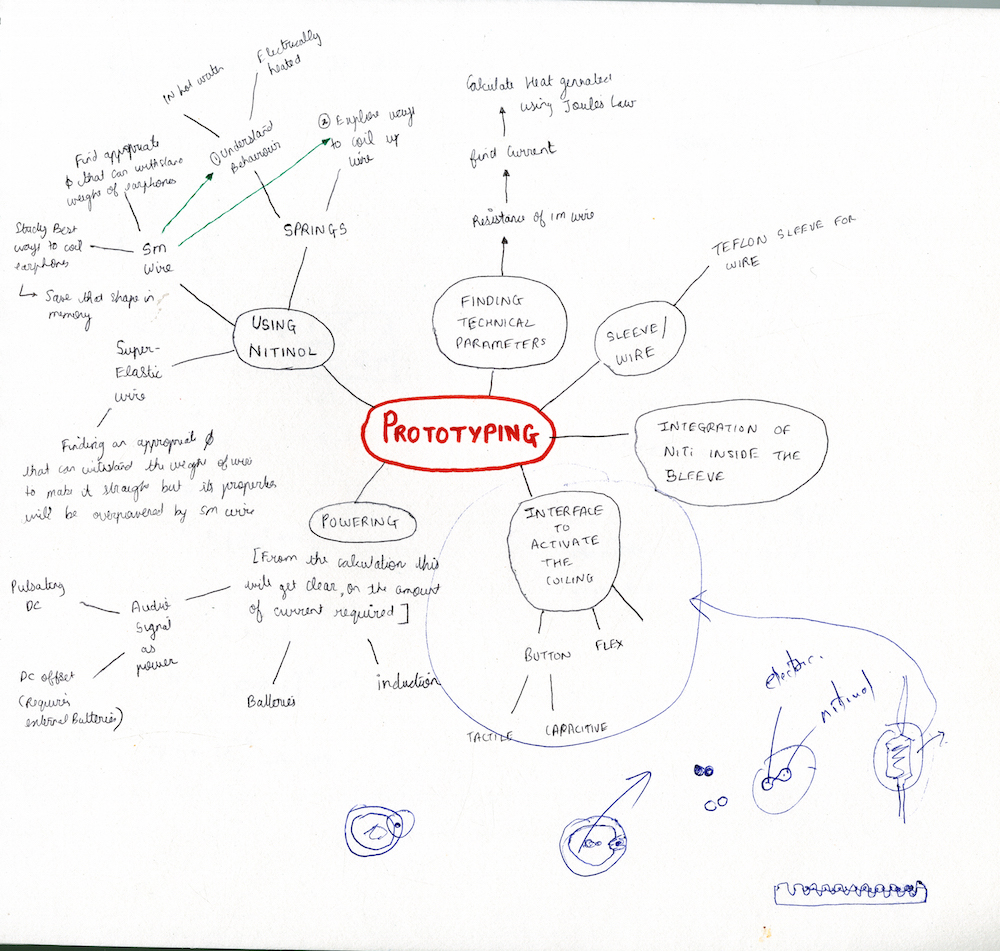 Electrically
heated
In hot water
① Understand
Behaviour
② Explore ways
to coil up
wire
Find appropriate
ϕ that can withstand
weight of earphones
Study Best
ways to coil
earphones
↳ Save that shape in
memory
Sm
wire
SPRINGS
USING
NITINOL
Super-
Elastic
wire
Finding an appropriate ϕ
that can withstand the weight of wire
to make it straight but its properties
will be overpowered by sm wire
Calculate Heat generated
using Joules Law
find Current
Resistance of 1m wire
FINDING
TECHNICAL
PARAMETERS
TEFLON SLEEVE FOR
WIRE
SLEEVE/
WIRE
PROTOTYPING
INTEGRATION OF
NiTi INSIDE THE
SLEEVE
POWERING
[From the calculation this
will get clear, on the amount
of current required]
Pulsating
DC
Audio
Signal
as
power
DC offset
(Requires
external Batteries)
Batteries
induction
INTERFACE
TO
ACTIVATE
THE
COILING
BUTTON
FLEX
TACTILE
CAPACITIVE
electric.
nitinol